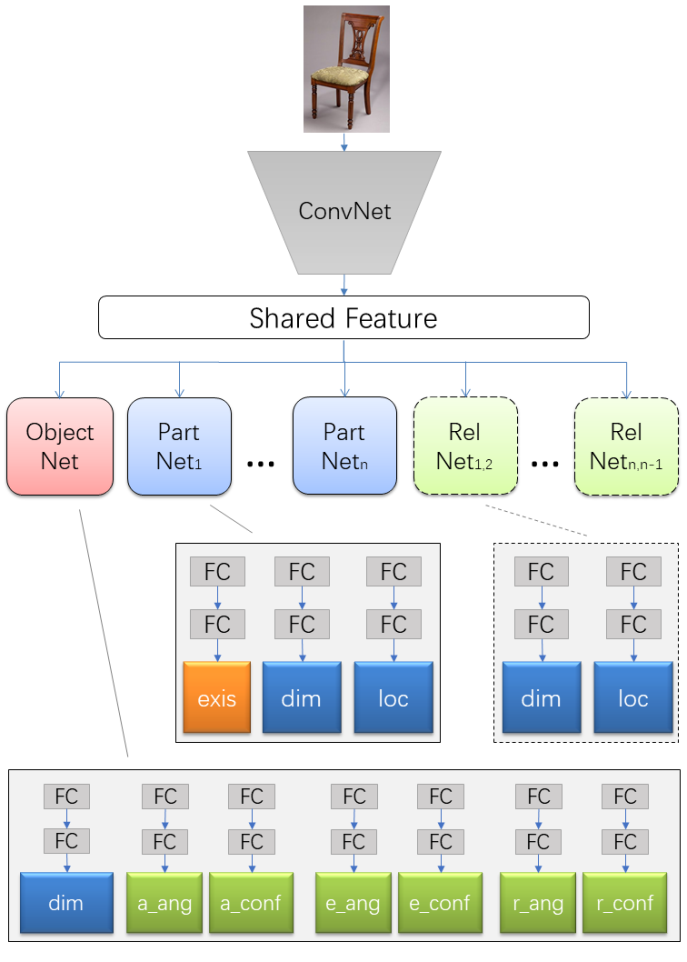 ConvNet
Shared Feature
Object
Net
Part
Net1
...
Part
Netn
Rel
Net1,2
...
Rel
Netn,n-1
FC FC FC
FC FC FC
exis dim loc
FC FC
FC FC
dim loc
FC FC FC FC FC FC FC
FC FC FC FC FC FC FC
dim a_ang a_conf e_ang e_conf r_ang r_conf